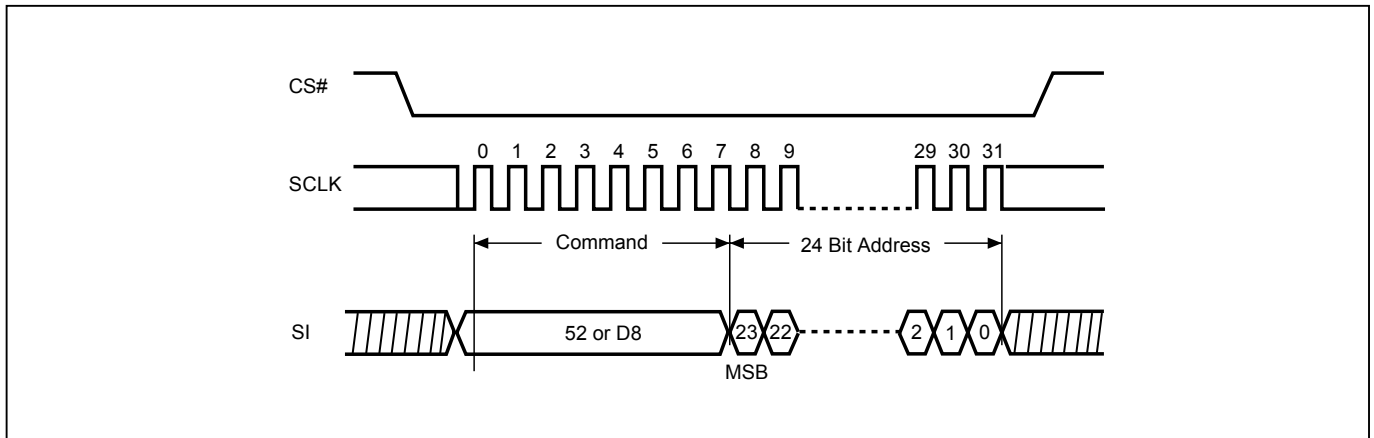 CS#
0 1 2 3 4 5 6 7 8 9 29 30 31
SCLK
Command 24 Bit Address
SI 52 or D8 23 22 2 1 0
MSB